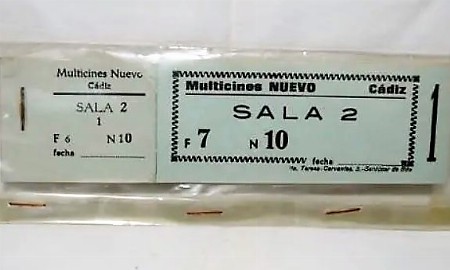 Multicines Nuevo
Cádiz
SALA 2
1
F 6 N 10
fecha
Multicines NUEVO Cádiz
SALA 2
F 7 N 10
fecha
1